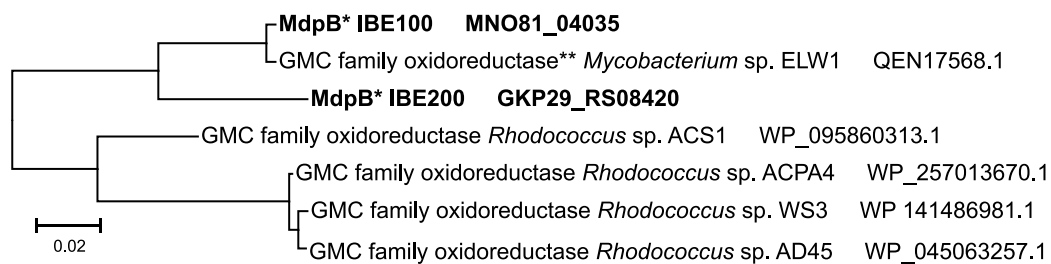 MdpB* IBE100 MNO81_04035
GMC family oxidoreductase** Mycobacterium sp. ELW1 QEN17568.1
MdpB* IBE200 GKP29_RS08420
GMC family oxidoreductase Rhodococcus sp. ACS1 WP_095860313.1
GMC family oxidoreductase Rhodococcus sp. ACPA4 WP_257013670.1
GMC family oxidoreductase Rhodococcus sp. WS3 WP 141486981.1
GMC family oxidoreductase Rhodococcus sp. AD45 WP_045063257.1
0.02